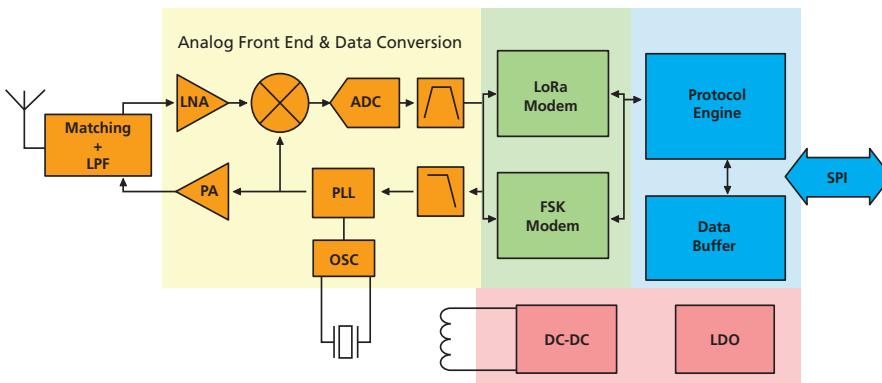 Analog Front End & Data Conversion
LNA
ADC
LoRa
Modem
Protocol
Engine
Matching
+
LPF
PA
PLL
FSK
Modem
SPI
Data
Buffer
OSC
DC-DC
LDO